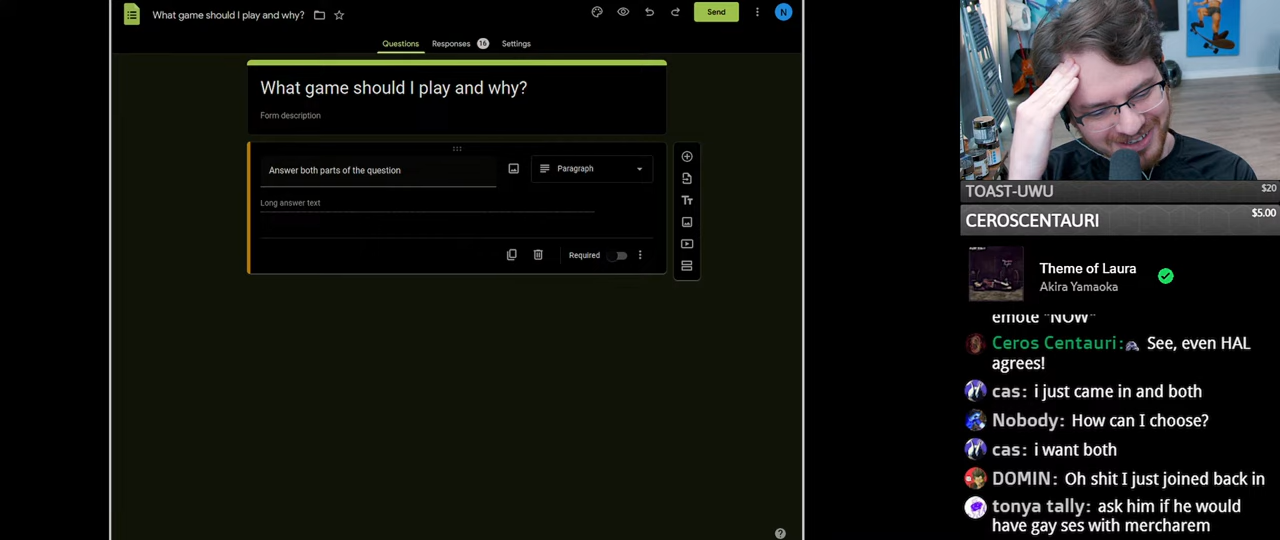 What game should I play and why?
Send
N
Questions
Responses 16
Settings
What game should I play and why?
Form description
Answer both parts of the question
Paragraph
Long answer text
Required
TOAST-UWU $20
CEROSCENTAURI $5.00
Theme of Laura
Akira Yamaoka
emote "NOW"
Ceros Centauri: See, even HAL
agrees!
cas: i just came in and both
Nobody: How can I choose?
cas: i want both
DOMIN: Oh shit I just joined back in
tonya tally: ask him if he would
have gay ses with mercharem